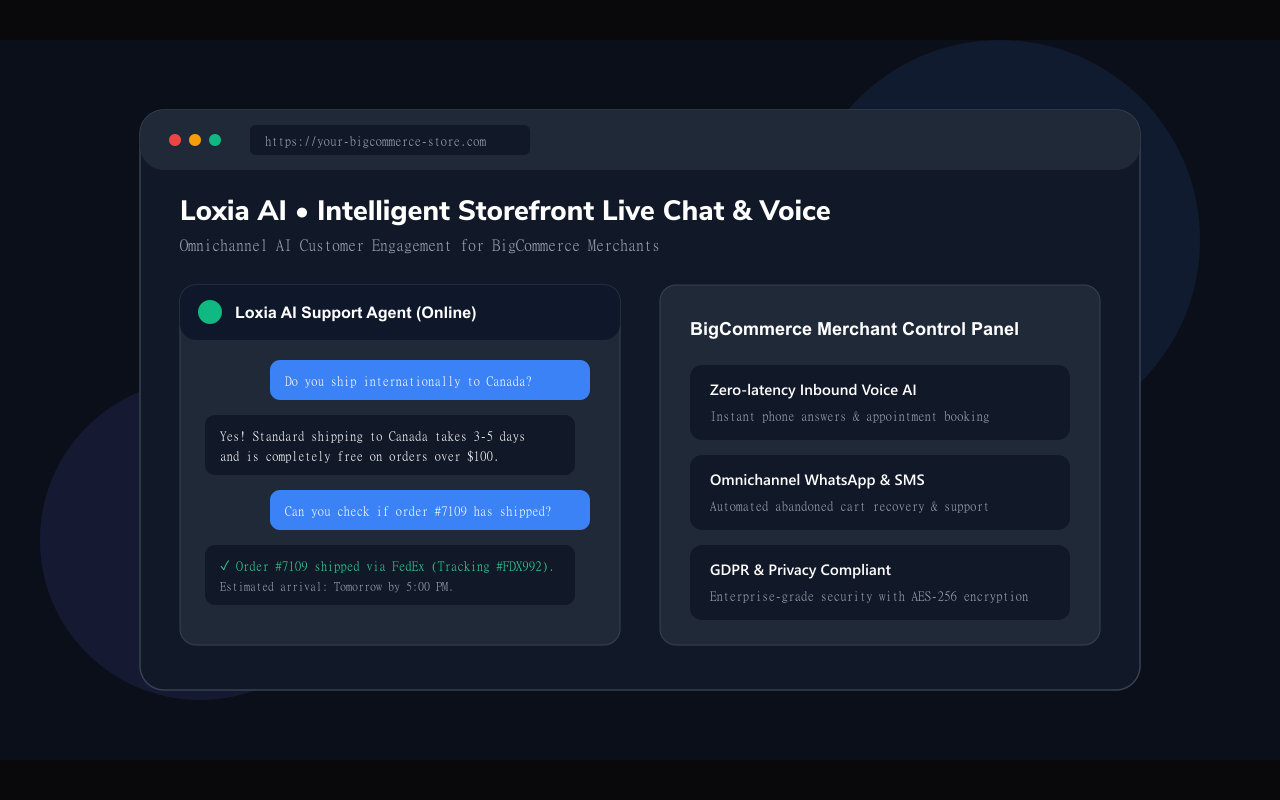 https://your-bigcommerce-store.com
Loxia AI • Intelligent Storefront Live Chat & Voice
Omnichannel AI Customer Engagement for BigCommerce Merchants
Loxia AI Support Agent (Online)
Do you ship internationally to Canada?
Yes! Standard shipping to Canada takes 3-5 days
and is completely free on orders over $100.
Can you check if order #7109 has shipped?
✓ Order #7109 shipped via FedEx (Tracking #FDX992).
Estimated arrival: Tomorrow by 5:00 PM.
BigCommerce Merchant Control Panel
Zero-latency Inbound Voice AI
Instant phone answers & appointment booking
Omnichannel WhatsApp & SMS
Automated abandoned cart recovery & support
GDPR & Privacy Compliant
Enterprise-grade security with AES-256 encryption